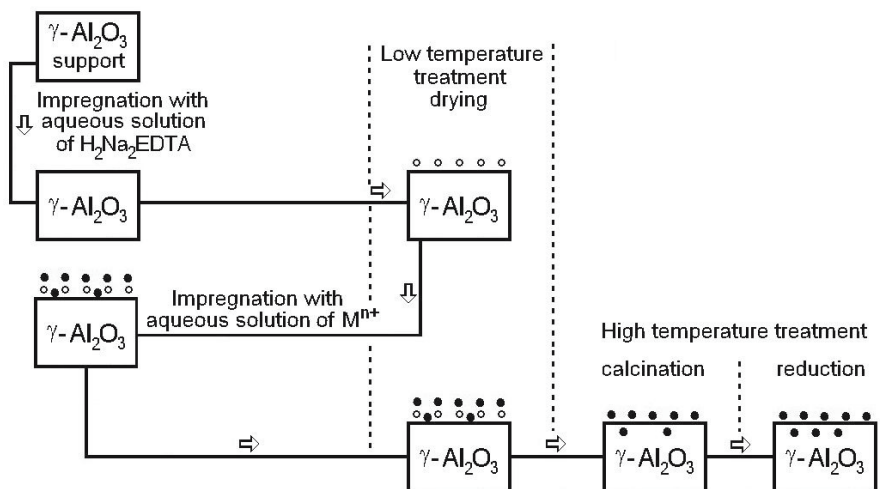 γ-Al₂O₃
support
Low temperature
treatment
drying
Impregnation with
aqueous solution
of H₂Na₂EDTA
γ-Al₂O₃
γ-Al₂O₃
Impregnation with
aqueous solution of Mⁿ⁺
γ-Al₂O₃
High temperature treatment
calcination
reduction
γ-Al₂O₃
γ-Al₂O₃
γ-Al₂O₃